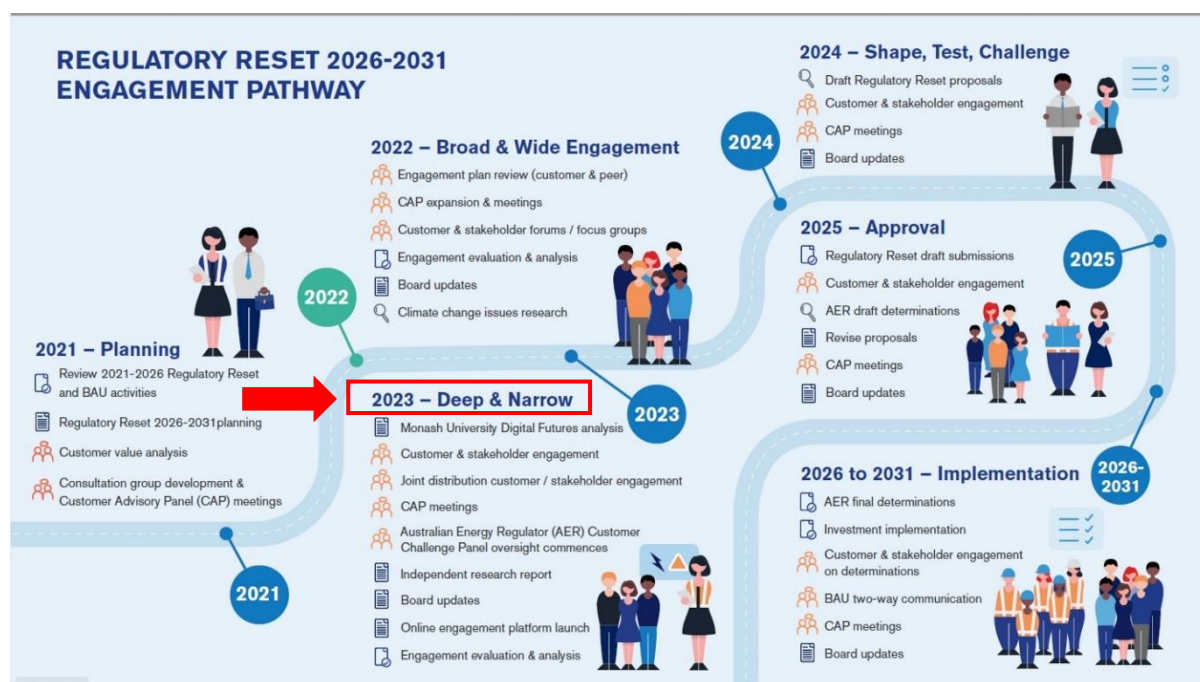 REGULATORY RESET 2026-2031
ENGAGEMENT PATHWAY
2021 – Planning
Review 2021-2026 Regulatory Reset
and BAU activities
Regulatory Reset 2026-2031planning
Customer value analysis
Consultation group development &
Customer Advisory Panel (CAP) meetings
2021
2022
2022 – Broad & Wide Engagement
Engagement plan review (customer & peer)
CAP expansion & meetings
Customer & stakeholder forums / focus groups
Engagement evaluation & analysis
Board updates
Climate change issues research
2023 – Deep & Narrow
2023
Monash University Digital Futures analysis
Customer & stakeholder engagement
Joint distribution customer / stakeholder engagement
CAP meetings
Australian Energy Regulator (AER) Customer
Challenge Panel oversight commences
Independent research report
Board updates
Online engagement platform launch
Engagement evaluation & analysis
2024
2024 – Shape, Test, Challenge
Draft Regulatory Reset proposals
Customer & stakeholder engagement
CAP meetings
Board updates
2025 – Approval
2025
Regulatory Reset draft submissions
Customer & stakeholder engagement
AER draft determinations
Revise proposals
CAP meetings
Board updates
2026 to 2031 – Implementation
2026-
2031
AER final determinations
Investment implementation
Customer & stakeholder engagement
on determinations
BAU two-way communication
CAP meetings
Board updates